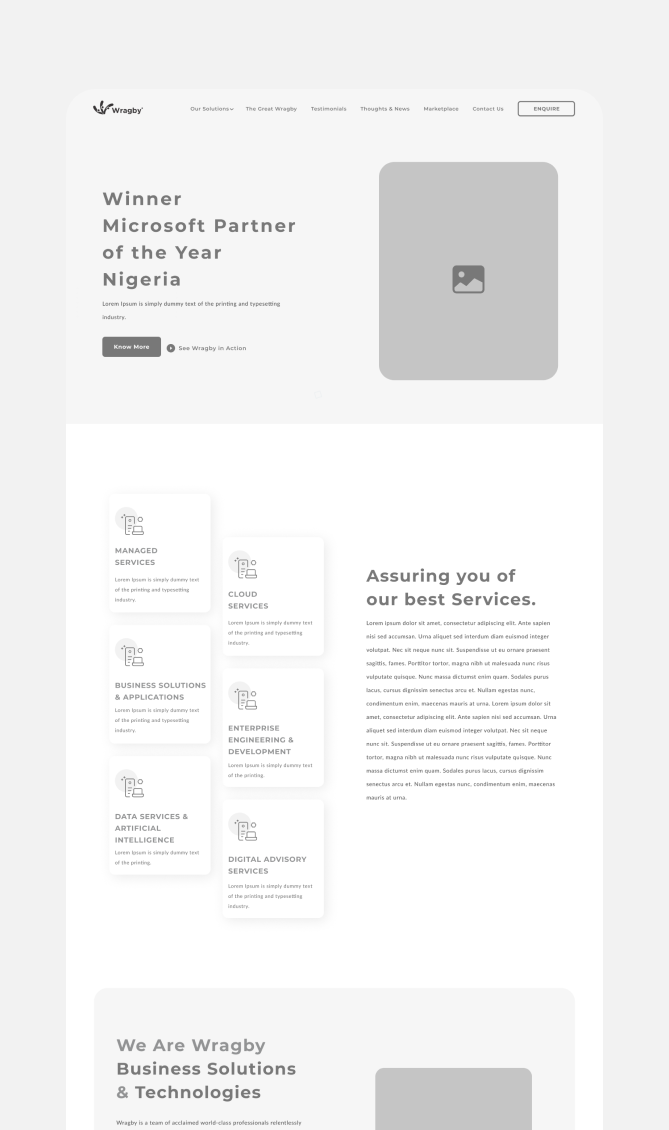 Wragby
Our Solutions
The Great Wragby
Testimonials
Thoughts & News
Marketplace
Contact Us
ENQUIRE
Winner
Microsoft Partner
of the Year
Nigeria
Lorem Ipsum is simply dummy text of the printing and typesetting
industry.
Know More
See Wragby in Action
MANAGED
SERVICES
Lorem Ipsum is simply dummy text
of the printing and typesetting
industry.
BUSINESS SOLUTIONS
& APPLICATIONS
Lorem Ipsum is simply dummy text
of the printing and typesetting
industry.
DATA SERVICES &
ARTIFICIAL
INTELLIGENCE
Lorem Ipsum is simply dummy text
of the printing.
CLOUD
SERVICES
Lorem Ipsum is simply dummy text
of the printing and typesetting
industry.
ENTERPRISE
ENGINEERING &
DEVELOPMENT
Lorem Ipsum is simply dummy text
of the printing.
DIGITAL ADVISORY
SERVICES
Lorem Ipsum is simply dummy text
of the printing and typesetting
industry.
Assuring you of
our best Services.
Lorem ipsum dolor sit amet, consectetur adipiscing elit. Ante sapien
nisi sed accumsan. Urna aliquet sed interdum diam euismod integer
volutpat. Nec sit neque nunc sit. Suspendisse ut eu ornare praesent
sagittis, fames. Porttitor tortor, magna nibh ut malesuada nunc risus
vulputate quisque. Nunc massa dictumst enim quam. Sodales purus
lacus, cursus dignissim senectus arcu et. Nullam egestas nunc,
condimentum enim, maecenas mauris at urna. Lorem ipsum dolor sit
amet, consectetur adipiscing elit. Ante sapien nisi sed accumsan. Urna
aliquet sed interdum diam euismod integer volutpat. Nec sit neque
nunc sit. Suspendisse ut eu ornare praesent sagittis, fames. Porttitor
tortor, magna nibh ut malesuada nunc risus vulputate quisque. Nunc
massa dictumst enim quam. Sodales purus lacus, cursus dignissim
senectus arcu et. Nullam egestas nunc, condimentum enim, maecenas
mauris at urna.
We Are Wragby
Business Solutions
& Technologies
Wragby is a team of acclaimed world-class professionals relentlessly